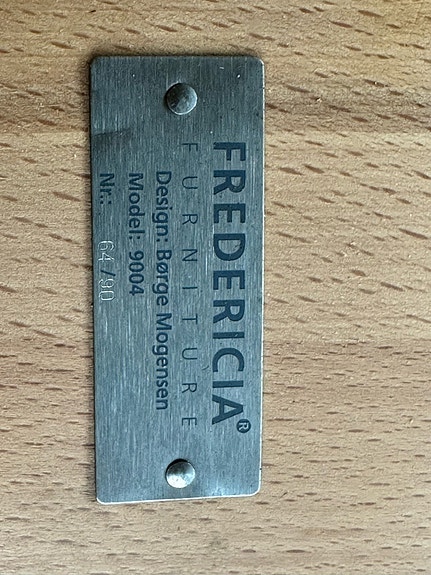 FREDERICIA®
FURNITURE
Design: Børge Mogensen
Model: 9004
Nr.: 64/90